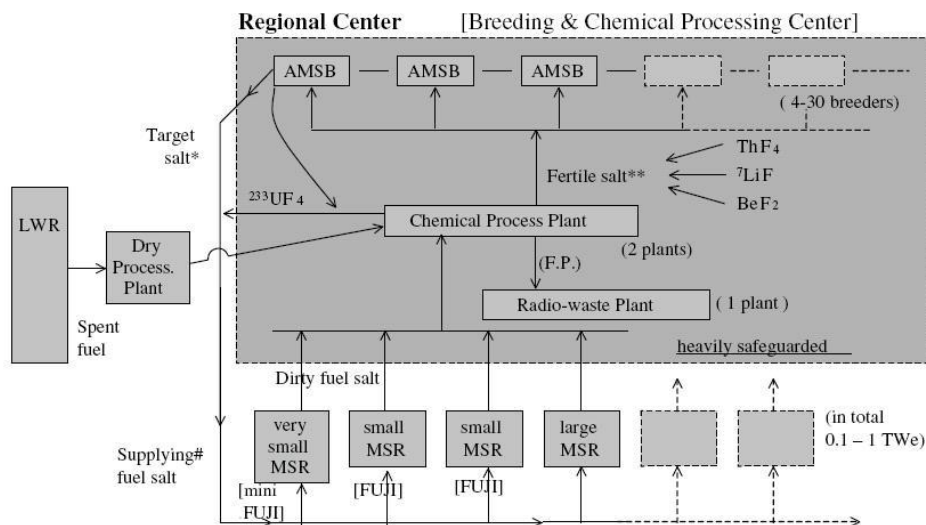 Regional Center [Breeding & Chemical Processing Center]
AMSB
AMSB
AMSB
( 4-30 breeders)
Target
salt*
ThF₄
Fertile salt**
⁷LiF
BeF₂
²³³UF₄
LWR
Chemical Process Plant
Dry
Process.
Plant
(2 plants)
(F.P.)
Radio-waste Plant
( 1 plant )
Spent
fuel
heavily safeguarded
Dirty fuel salt
very
small
MSR
small
MSR
small
MSR
large
MSR
(in total
0.1 – 1 TWe)
Supplying#
fuel salt
[mini
FUJI]
[FUJI]
[FUJI]